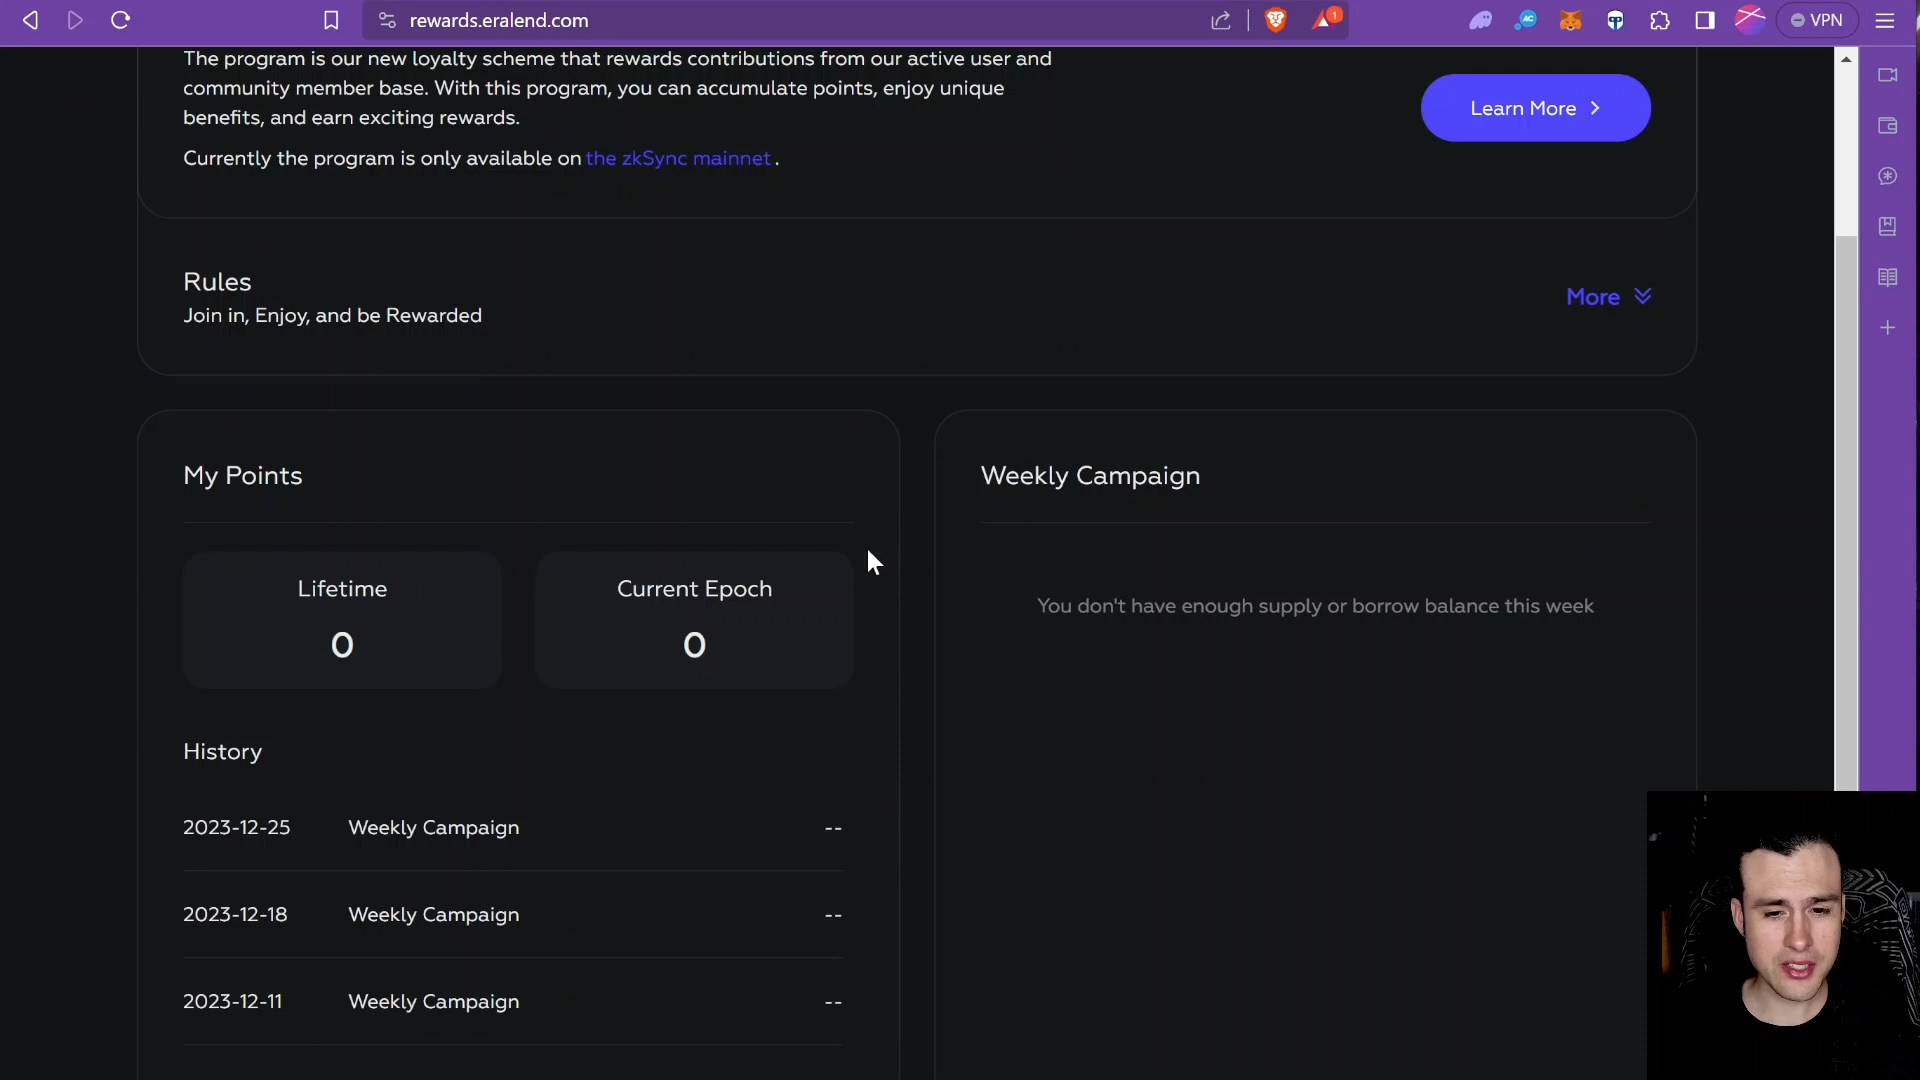 rewards.eralend.com
1
AC
VPN
The program is our new loyalty scheme that rewards contributions from our active user and
community member base. With this program, you can accumulate points, enjoy unique
benefits, and earn exciting rewards.
Learn More
Currently the program is only available on the zkSync mainnet .
Rules
Join in, Enjoy, and be Rewarded
More
My Points
Lifetime
0
Current Epoch
0
History
2023-12-25 Weekly Campaign --
2023-12-18 Weekly Campaign --
2023-12-11 Weekly Campaign --
Weekly Campaign
You don't have enough supply or borrow balance this week